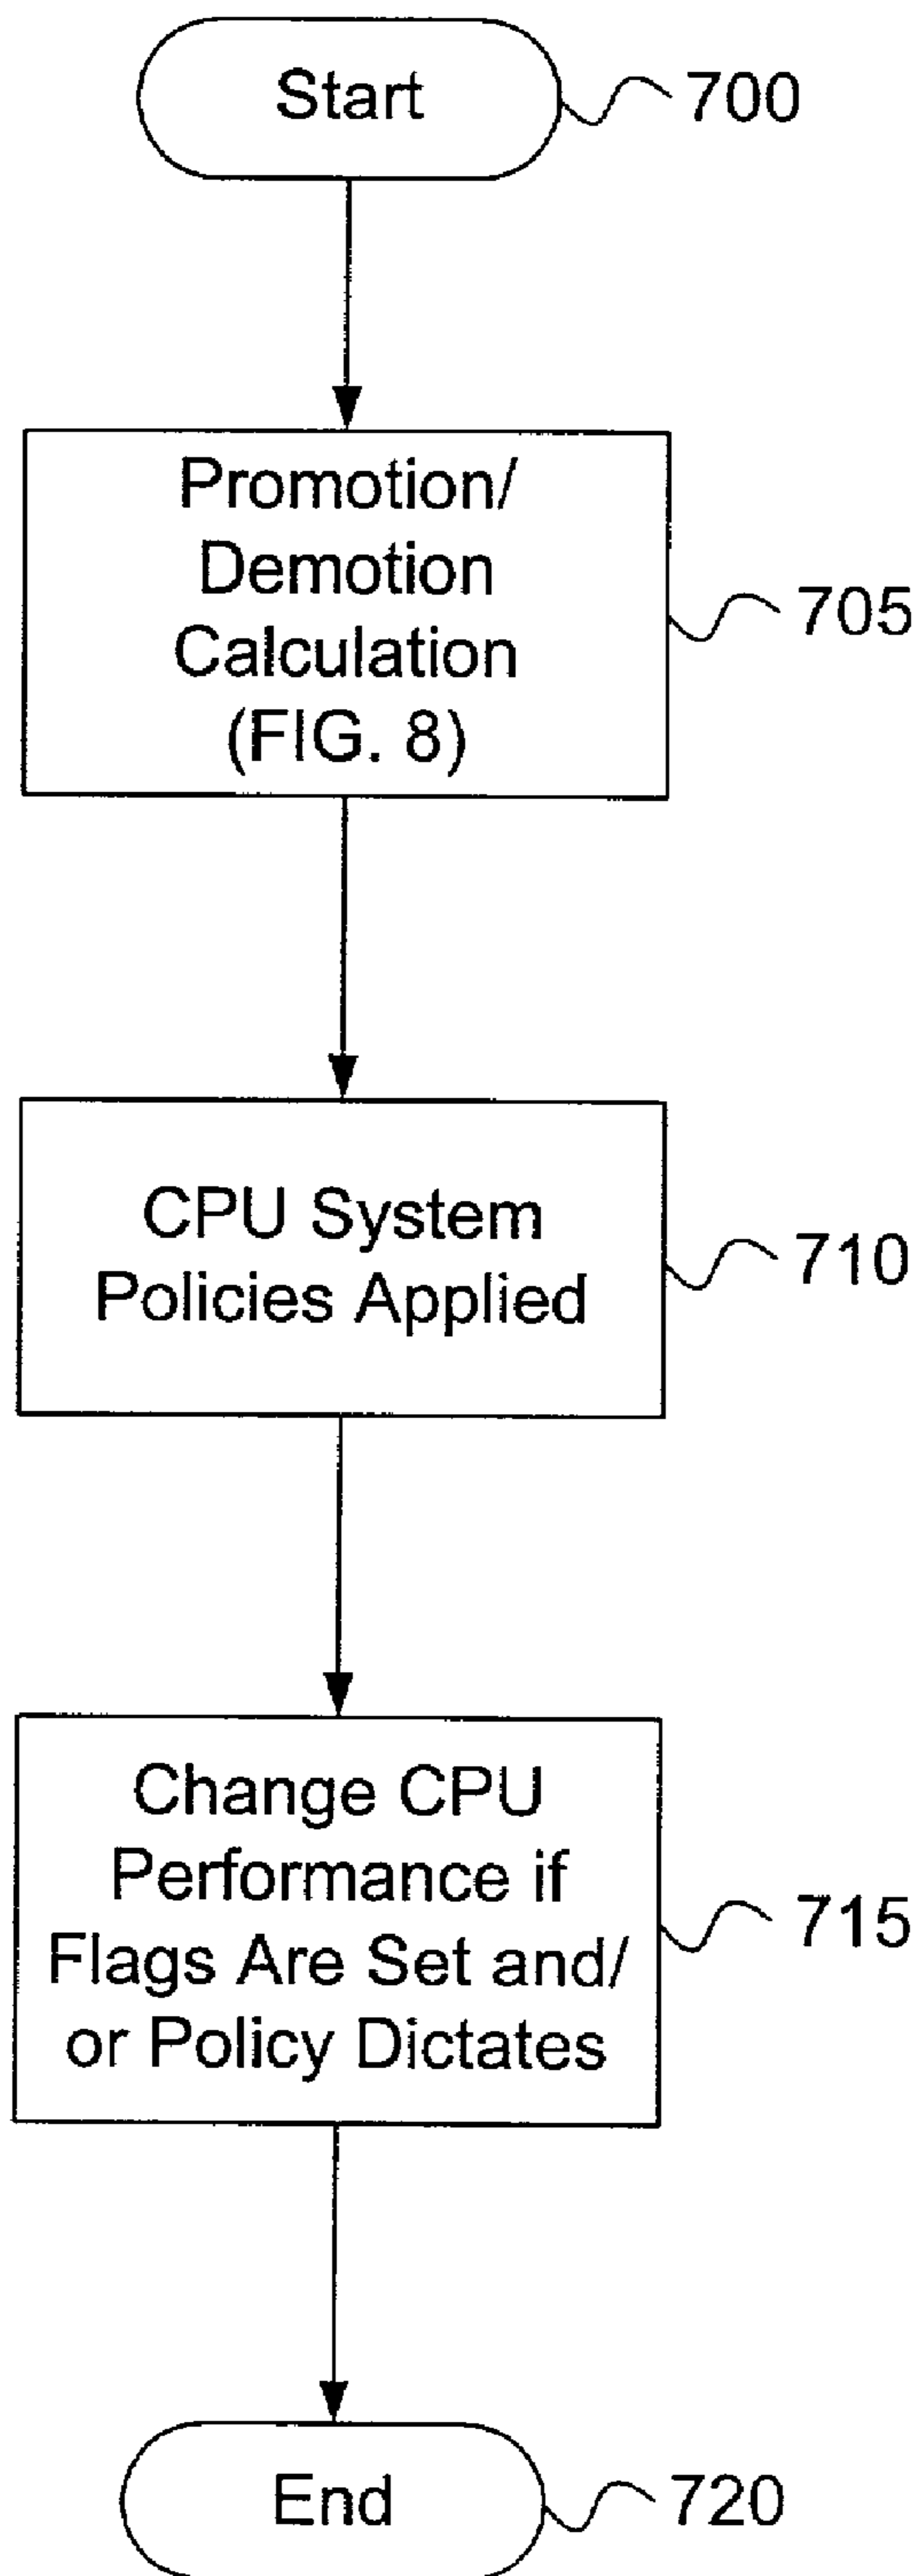 Start
700
Promotion/
Demotion
Calculation
(FIG. 8)
705
CPU System
Policies Applied
710
Change CPU
Performance if
Flags Are Set and/
or Policy Dictates
715
End
720